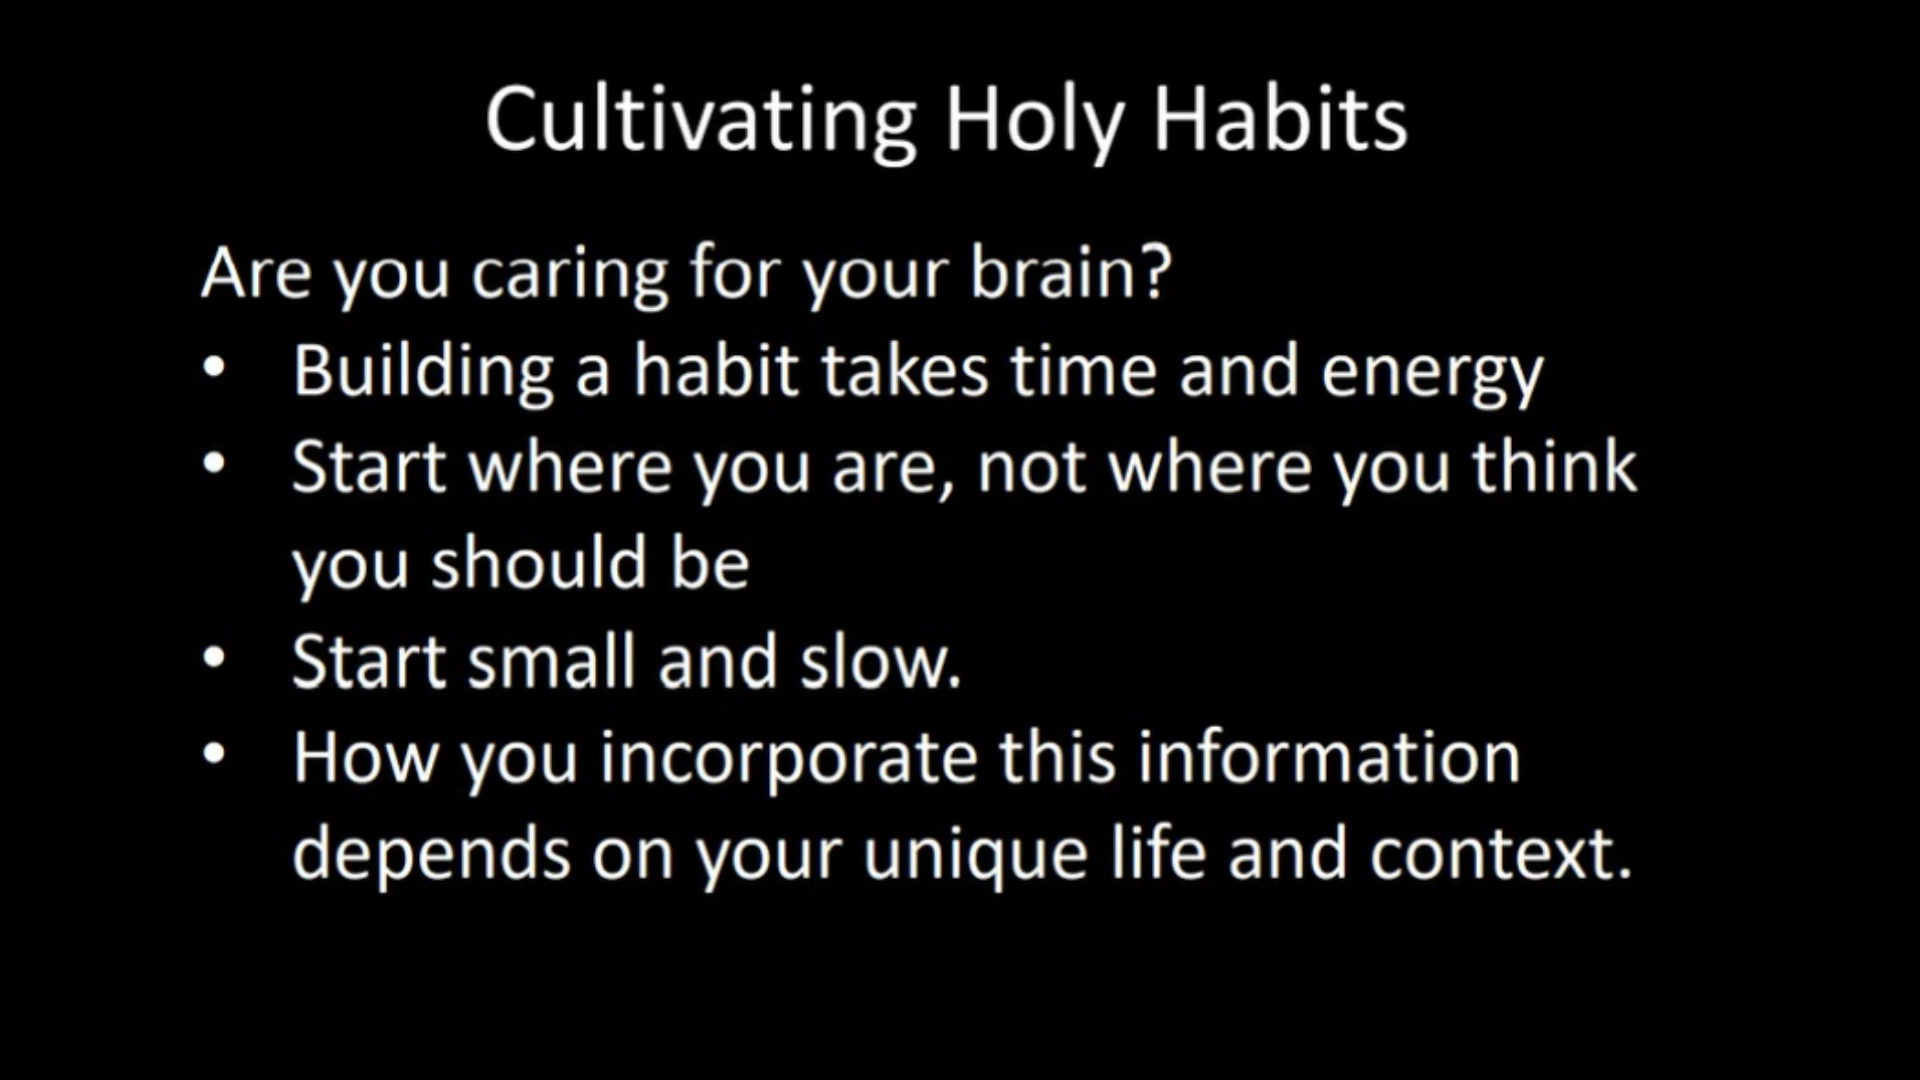 Cultivating Holy Habits
Are you caring for your brain?
• Building a habit takes time and energy
• Start where you are, not where you think
you should be
• Start small and slow.
• How you incorporate this information
depends on your unique life and context.